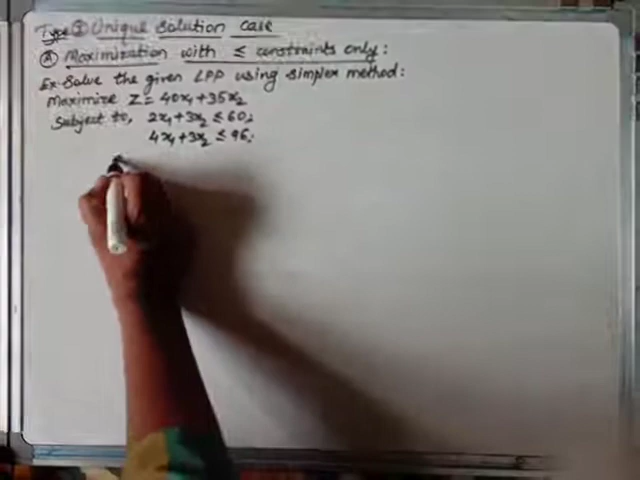 Type ① Unique Solution Case
Ⓐ Maximization with ≤ constraints only:
Ex. Solve the given LPP using simplex method:
Maximize Z = 40x₁ + 35x₂
Subject to, 2x₁ + 3x₂ ≤ 60;
4x₁ + 3x₂ ≤ 96;